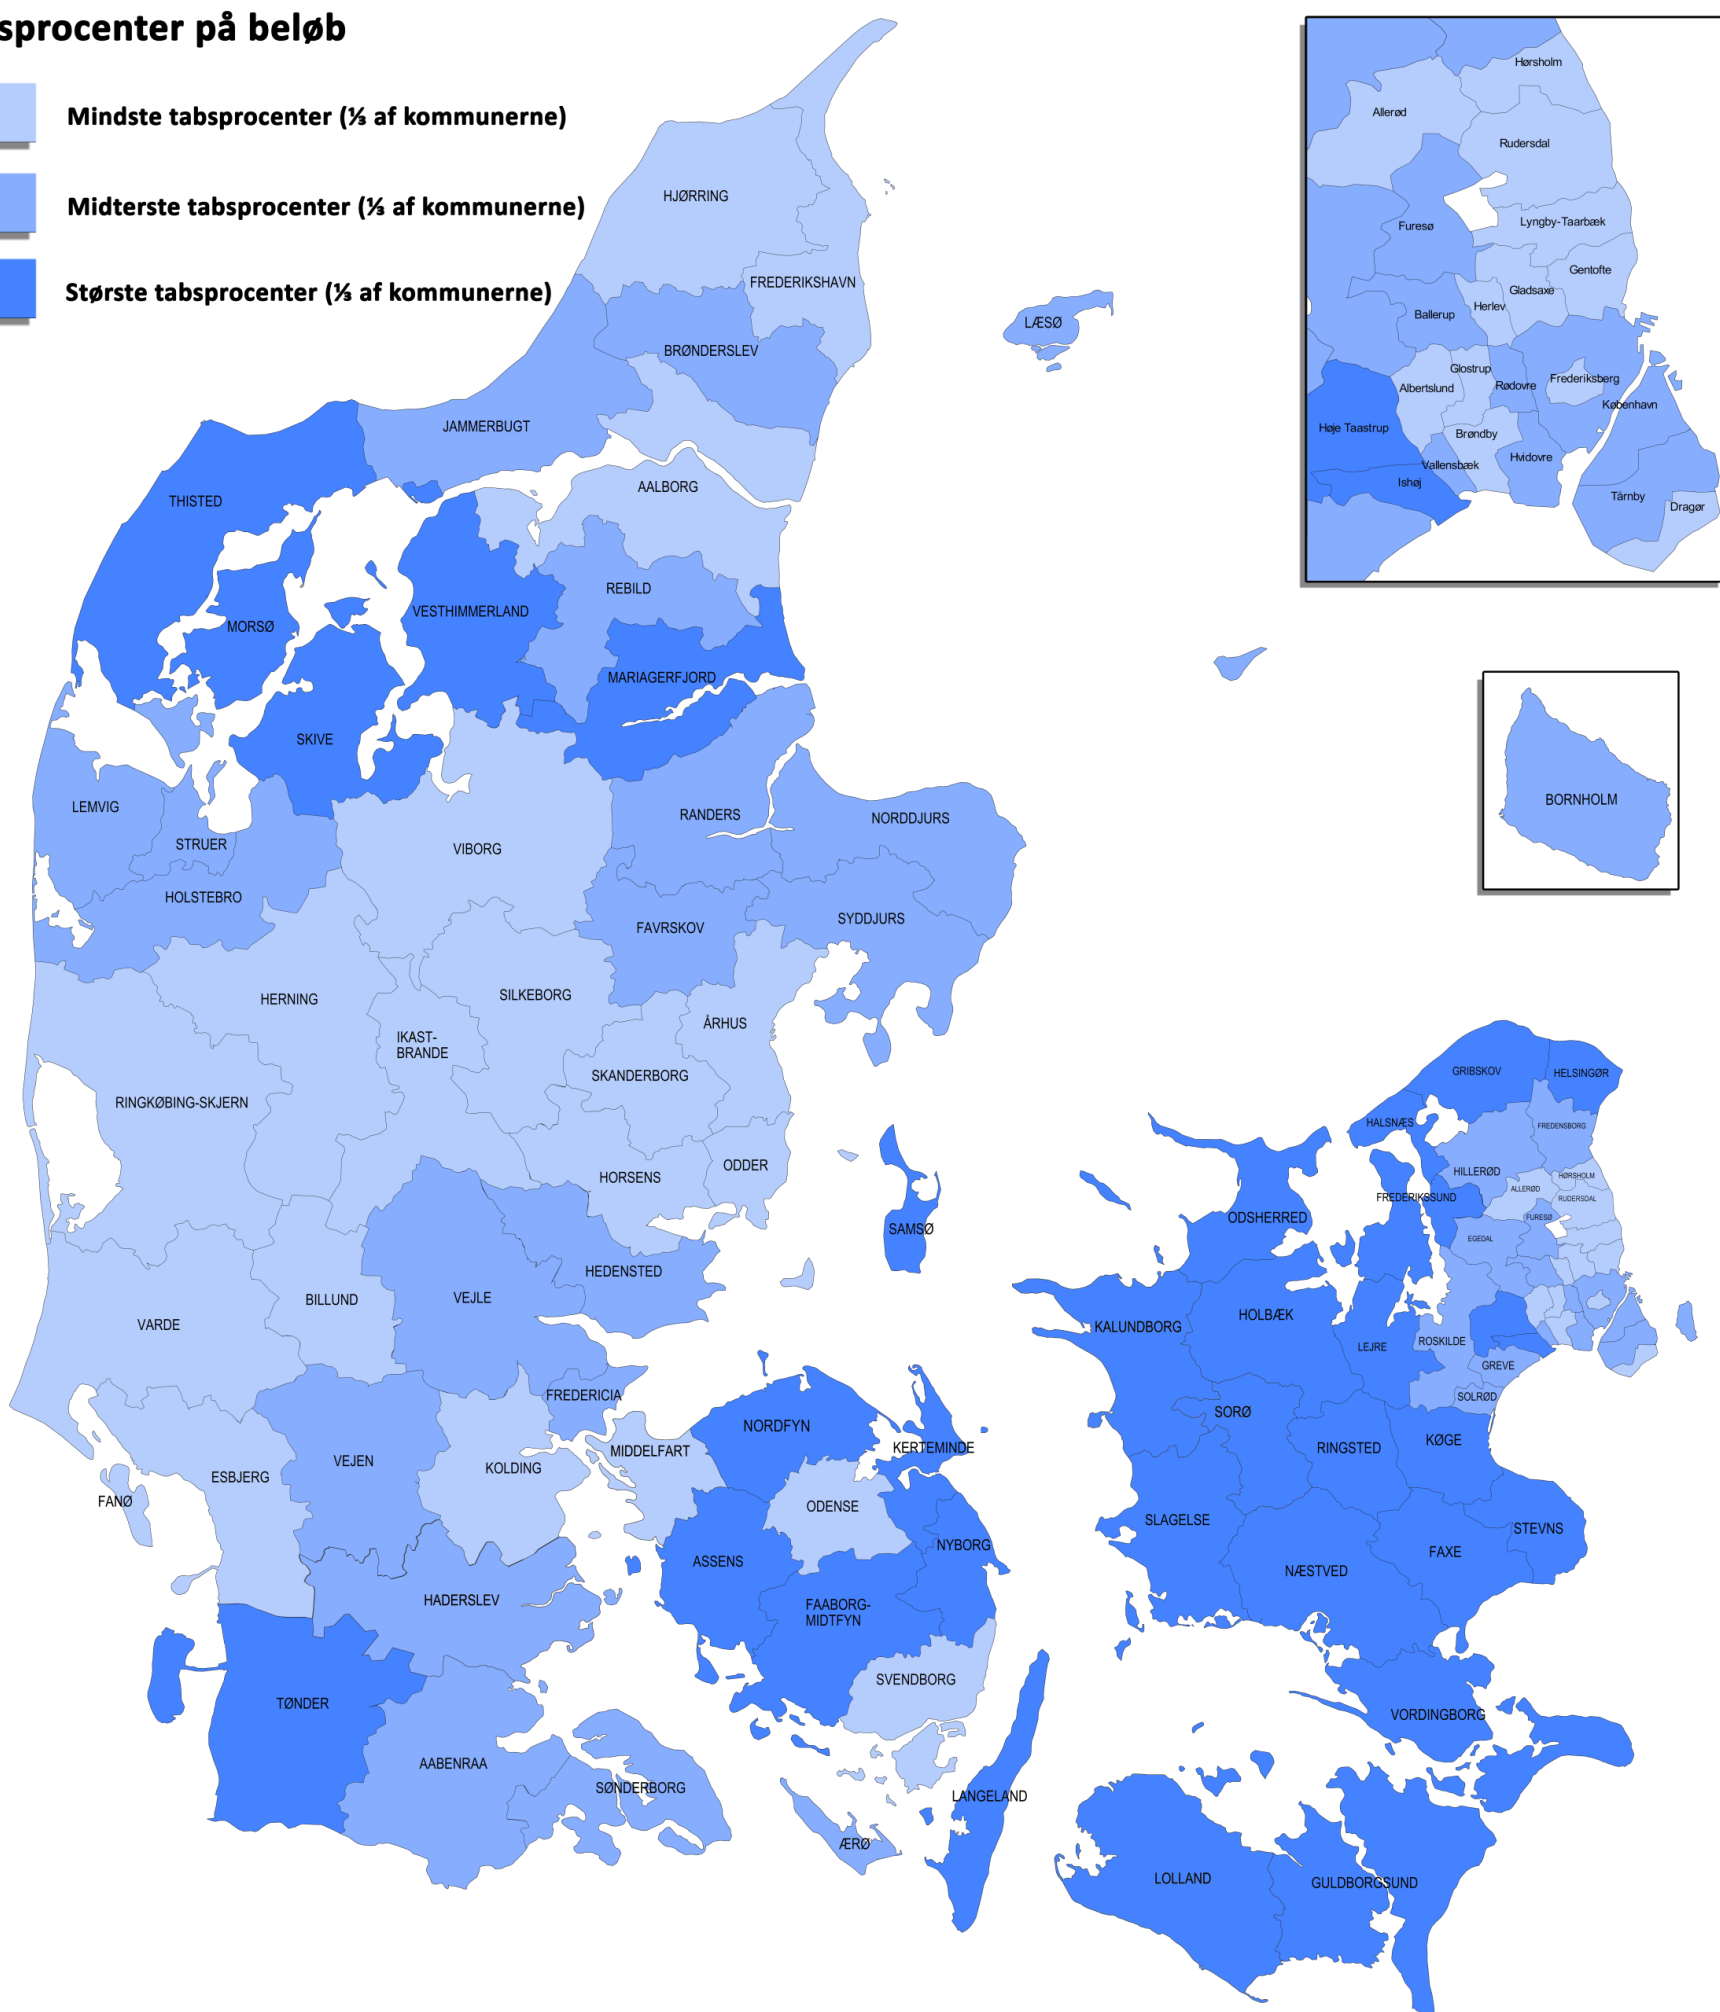 sprocenter på beløb
Mindste tabsprocenter (⅓ af kommunerne)
Midterste tabsprocenter (⅓ af kommunerne)
Største tabsprocenter (⅓ af kommunerne)
Hørsholm
Allerød
Rudersdal
Furesø
Lyngby-Taarbæk
Gentofte
Gladsaxe
Herlev
Ballerup
Glostrup
Albertslund
Rødovre
Frederiksberg
København
Høje Taastrup
Brøndby
Hvidovre
Vallensbæk
Ishøj
Tårnby
Dragør
HJØRRING
FREDERIKSHAVN
LÆSØ
BRØNDERSLEV
JAMMERBUGT
AALBORG
THISTED
REBILD
VESTHIMMERLAND
MORSØ
MARIAGERFJORD
SKIVE
BORNHOLM
LEMVIG
RANDERS
NORDDJURS
STRUER
VIBORG
HOLSTEBRO
SYDDJURS
FAVRSKOV
SILKEBORG
HERNING
ÅRHUS
IKAST-
BRANDE
SKANDERBORG
RINGKØBING-SKJERN
GRIBSKOV
HELSINGØR
HALSNÆS
FREDENSBORG
ODDER
HORSENS
HILLERØD
HØRSHOLM
ALLERØD
FREDERIKSSUND
RUDERSDAL
ODSHERRED
FURESØ
SAMSØ
EGEDAL
HEDENSTED
VEJLE
BILLUND
VARDE
HOLBÆK
KALUNDBORG
ROSKILDE
LEJRE
GREVE
FREDERICIA
SOLRØD
SORØ
NORDFYN
KERTEMINDE
MIDDELFART
RINGSTED
KØGE
VEJEN
KOLDING
ESBJERG
FANØ
ODENSE
SLAGELSE
STEVNS
NYBORG
FAXE
ASSENS
NÆSTVED
HADERSLEV
FAABORG-
MIDTFYN
SVENDBORG
TØNDER
VORDINGBORG
AABENRAA
SØNDERBORG
LANGELAND
ÆRØ
LOLLAND
GULDBORGSUND